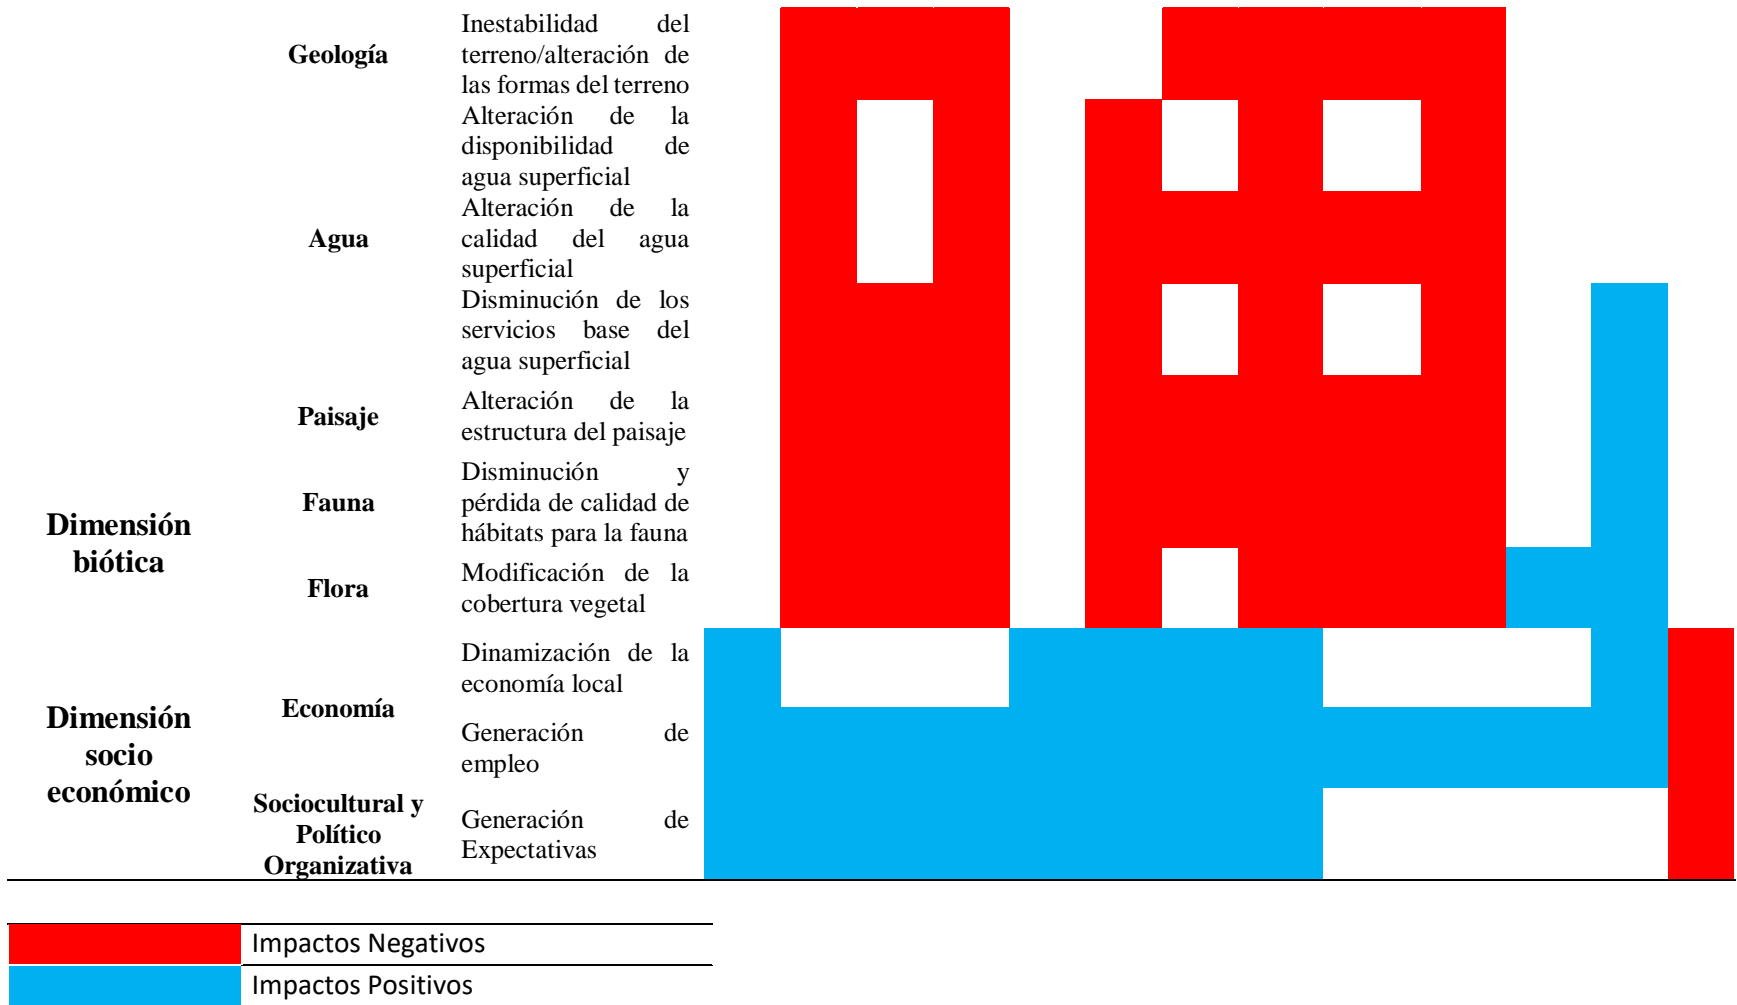 Geología
Inestabilidad del
terreno/alteración de
las formas del terreno
Agua
Alteración de la
disponibilidad de
agua superficial
Alteración de la
calidad del agua
superficial
Disminución de los
servicios base del
agua superficial
Dimensión
biótica
Paisaje
Alteración de la
estructura del paisaje
Fauna
Disminución y
pérdida de calidad de
hábitats para la fauna
Flora
Modificación de la
cobertura vegetal
Dimensión
socio
económico
Economía
Dinamización de la
economía local
Generación de
empleo
Sociocultural y
Político
Organizativa
Generación de
Expectativas
Impactos Negativos
Impactos Positivos